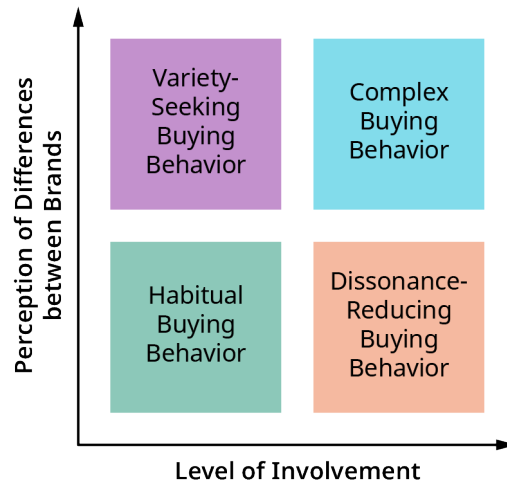 Perception of Differences
between Brands
Variety-
Seeking
Buying
Behavior
Complex
Buying
Behavior
Habitual
Buying
Behavior
Dissonance-
Reducing
Buying
Behavior
Level of Involvement